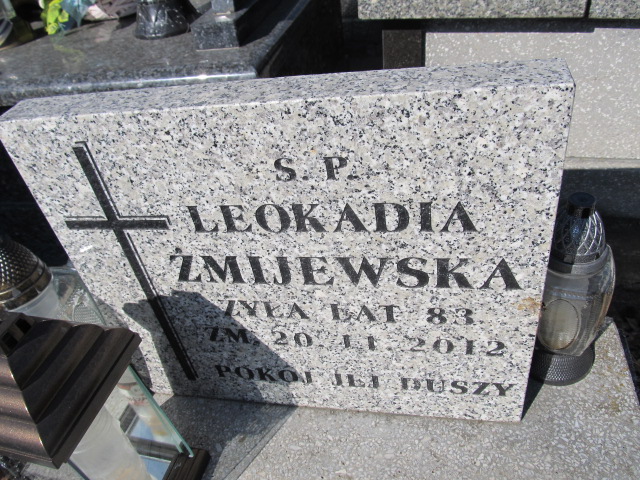 Ś. P.
LEOKADIA
ŻMIJEWSKA
ŻYŁA LAT 83
ZM. 20 11 2012
POKÓJ JEJ DUSZY